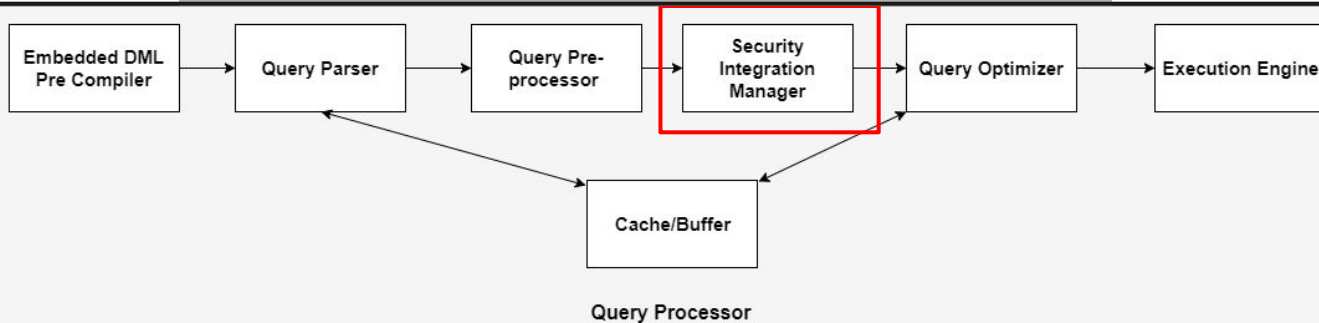 Embedded DML
Pre Compiler
Query Parser
Query Pre-
processor
Security
Integration
Manager
Query Optimizer
Execution Engine
Cache/Buffer
Query Processor